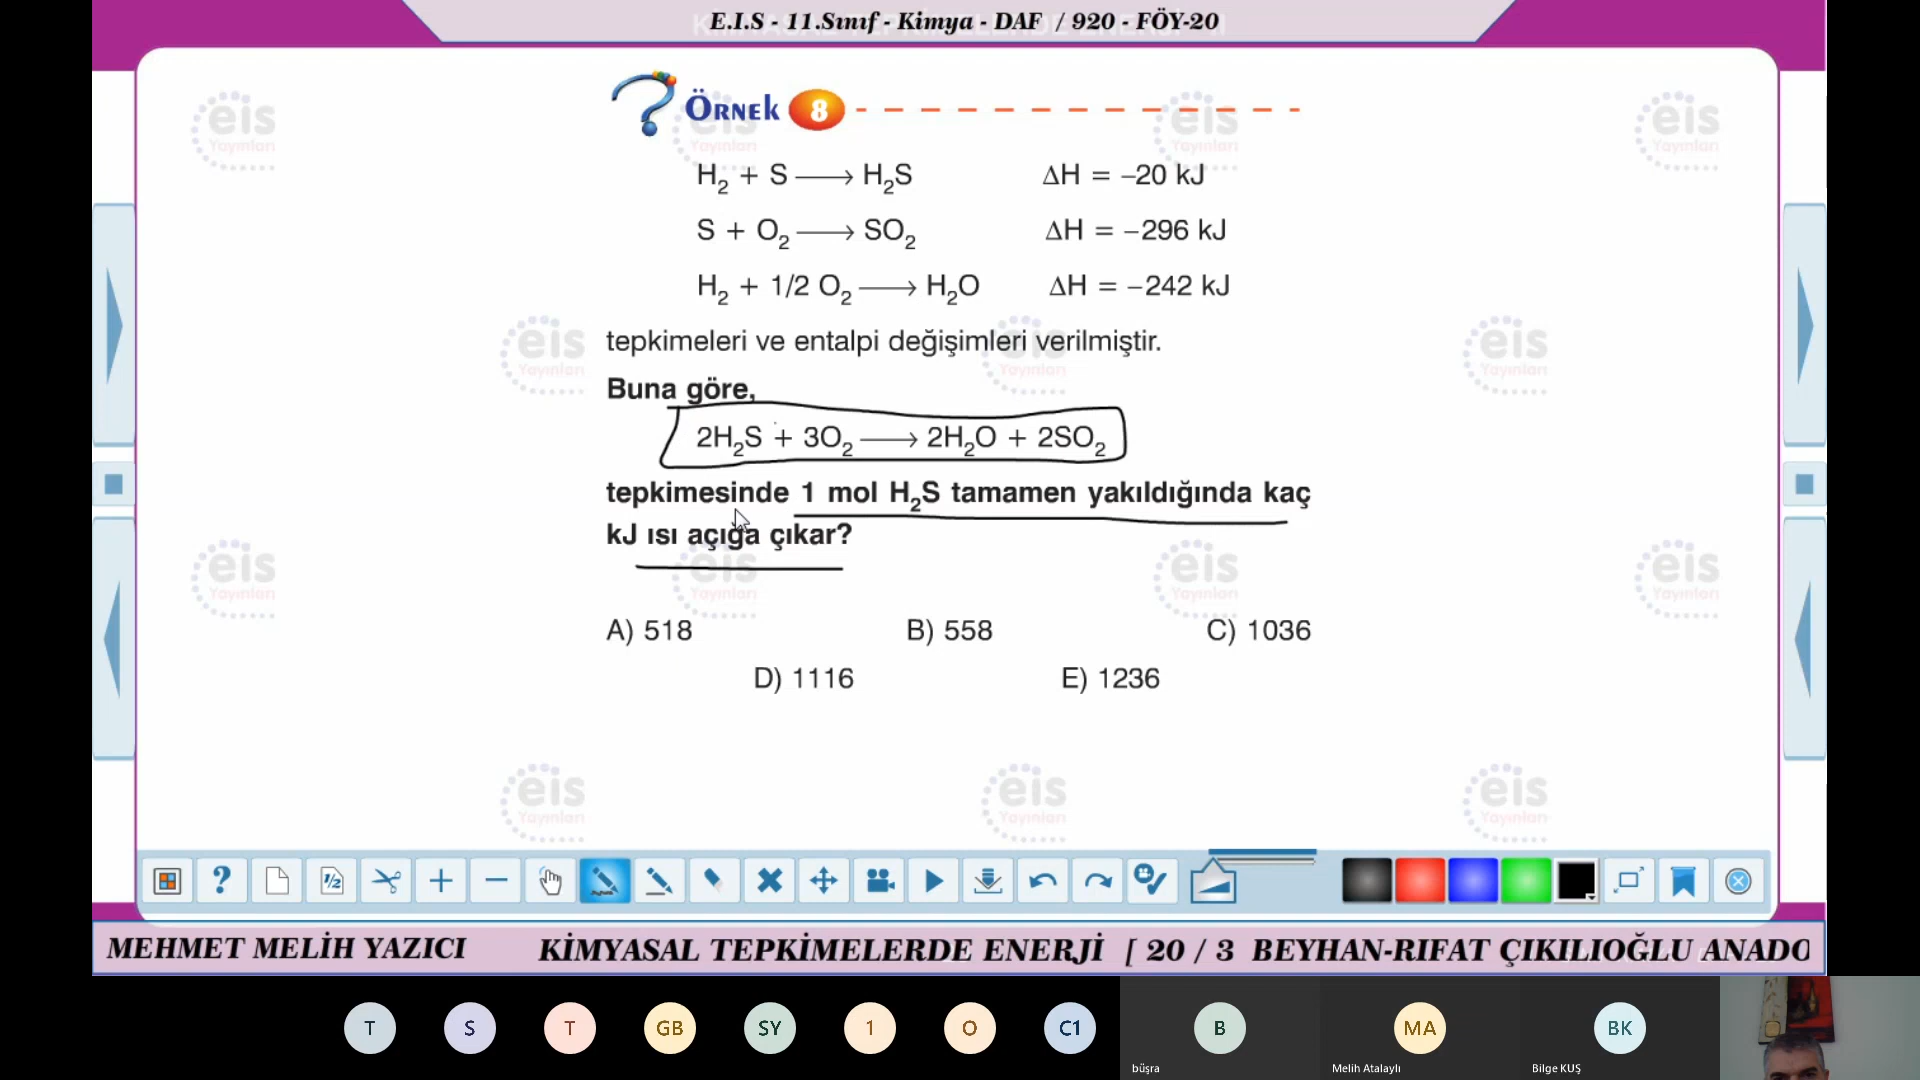 E.I.S - 11.Sınıf - Kimya - DAF / 920 - FÖY-20
ÖRNEK 8
H2 + S ⟶ H2S ΔH = –20 kJ
S + O2 ⟶ SO2 ΔH = –296 kJ
H2 + 1/2 O2 ⟶ H2O ΔH = –242 kJ
tepkimeleri ve entalpi değişimleri verilmiştir.
Buna göre,
2H2S + 3O2 ⟶ 2H2O + 2SO2
tepkimesinde 1 mol H2S tamamen yakıldığında kaç
kJ ısı açığa çıkar?
A) 518 B) 558 C) 1036
D) 1116 E) 1236
eis Yayınları
MEHMET MELİH YAZICI KİMYASAL TEPKİMELERDE ENERJİ [ 20 / 3 BEYHAN-RIFAT ÇIKILIOĞLU ANADO
T S T GB SY 1 O C1 B MA BK
büşra Melih Atalaylı Bilge KUŞ